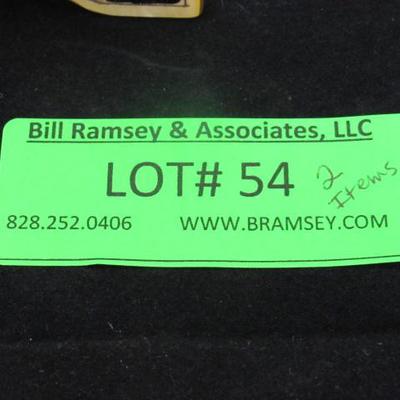 Bill Ramsey & Associates, LLC
LOT# 54 2 Items
828.252.0406 WWW.BRAMSEY.COM